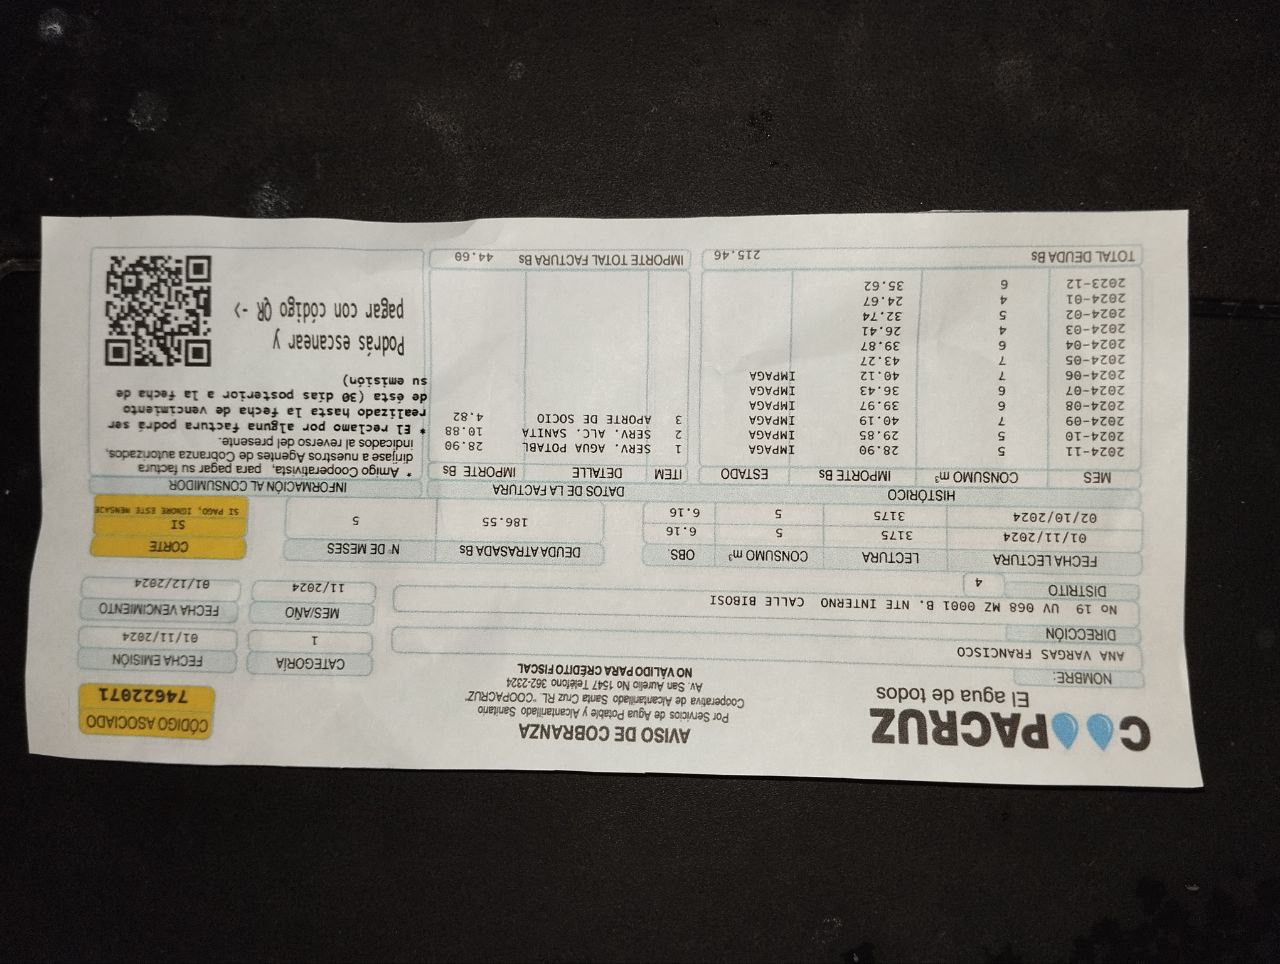 COOPACRUZ
El agua de todos
AVISO DE COBRANZA
Por Servicios de Agua Potable y Alcantarillado Sanitario
Cooperativa de Alcantarillado Santa Cruz RL. "COOPACRUZ"
Av. San Aurelio No 1547 Telefono 362-2324
NO VALIDO PARA CRÉDITO FISCAL
CÓDIGO ASOCIADO
74622071
NOMBRE:
ANA VARGAS FRANCISCO
DIRECCIÓN
No 19 UV 068 MZ 0001 B. NTE INTERNO CALLE BIBOSI
DISTRITO 4
CATEGORÍA
1
FECHA EMISIÓN
01/11/2024
MES/AÑO
11/2024
FECHA VENCIMIENTO
01/12/2024
FECHA LECTURA LECTURA CONSUMO m³ OBS.
01/11/2024 3175 5 6.16
02/10/2024 3175 5 6.16
DEUDA ATRASADA Bs N° DE MESES
186.55 5
CORTE
SI
SI PAGO, IGNORE ESTE MENSAJE
HISTÓRICO
MES CONSUMO m³ IMPORTE Bs ESTADO
2024-11 5 28.90 IMPAGA
2024-10 5 29.85 IMPAGA
2024-09 7 40.19 IMPAGA
2024-08 6 39.97 IMPAGA
2024-07 6 36.43 IMPAGA
2024-06 7 40.12 IMPAGA
2024-05 7 43.27
2024-04 6 39.87
2024-03 4 26.41
2024-02 5 32.74
2024-01 4 24.67
2023-12 6 35.62
TOTAL DEUDA Bs 215.46
DATOS DE LA FACTURA
ITEM DETALLE IMPORTE Bs
1 SERV. AGUA POTABL 28.90
2 SERV. ALC. SANITA 10.88
3 APORTE DE SOCIO 4.82
IMPORTE TOTAL FACTURA Bs 44.60
INFORMACIÓN AL CONSUMIDOR
* Amigo Cooperativista, para pagar su factura
dirijase a nuestros Agentes de Cobranza autorizados,
indicados al reverso del presente.
* El reclamo por alguna factura podrá ser
realizado hasta la fecha de vencimiento
de ésta (30 días posterior a la fecha de
su emisión)
Podrás escanear y
pagar con código QR ->